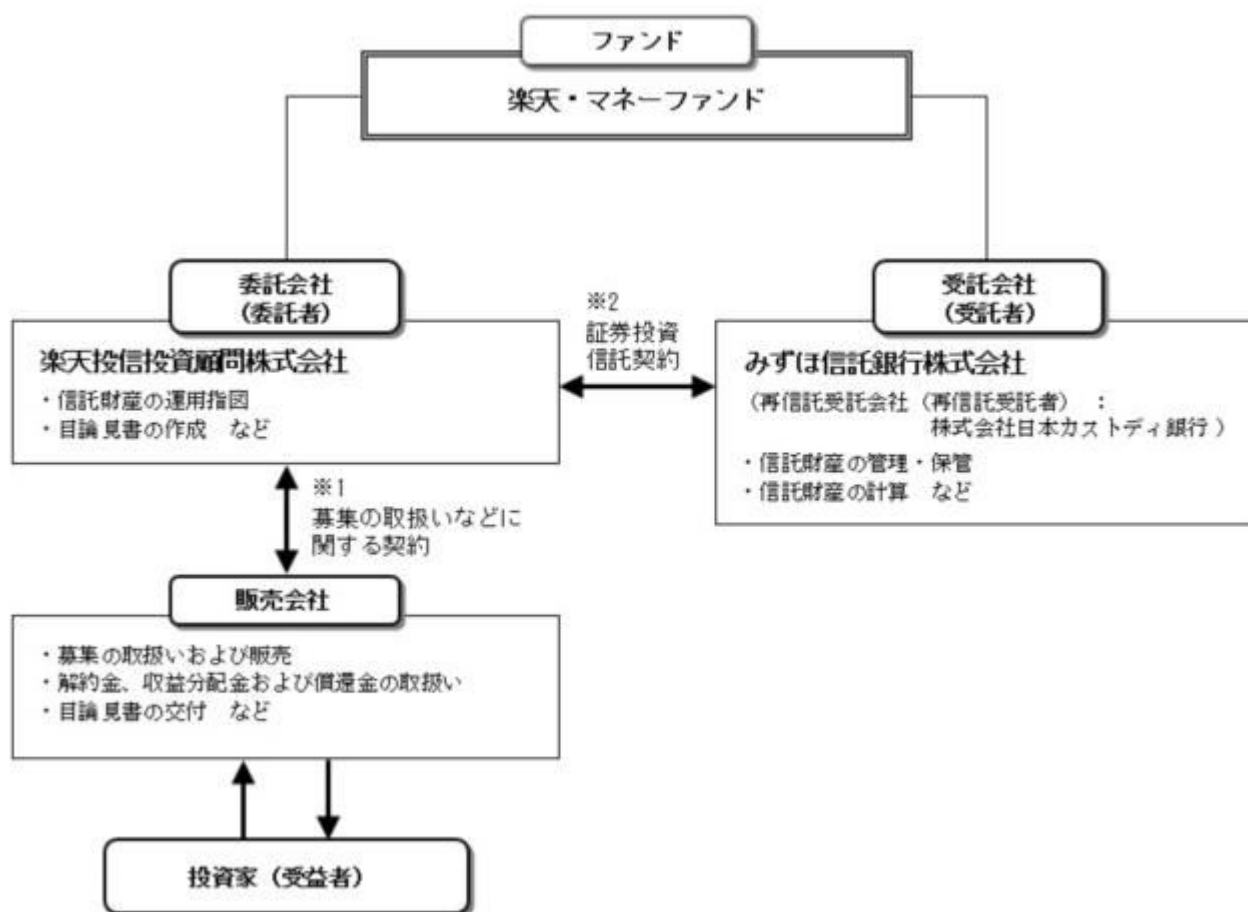 ファンド
楽天・マネーファンド
委託会社
(委託者)
楽天投信投資顧問株式会社
・信託財産の運用指図
・目論見書の作成　など
※2
証券投資
信託契約
受託会社
(受託者)
みずほ信託銀行株式会社
（再信託受託会社（再信託受託者）　：
株式会社日本カストディ銀行 ）
・信託財産の管理・保管
・信託財産の計算　など
※1
募集の取扱いなどに
関する契約
販売会社
・募集の取扱いおよび販売
・解約金、収益分配金および償還金の取扱い
・目論見書の交付　など
投資家（受益者）